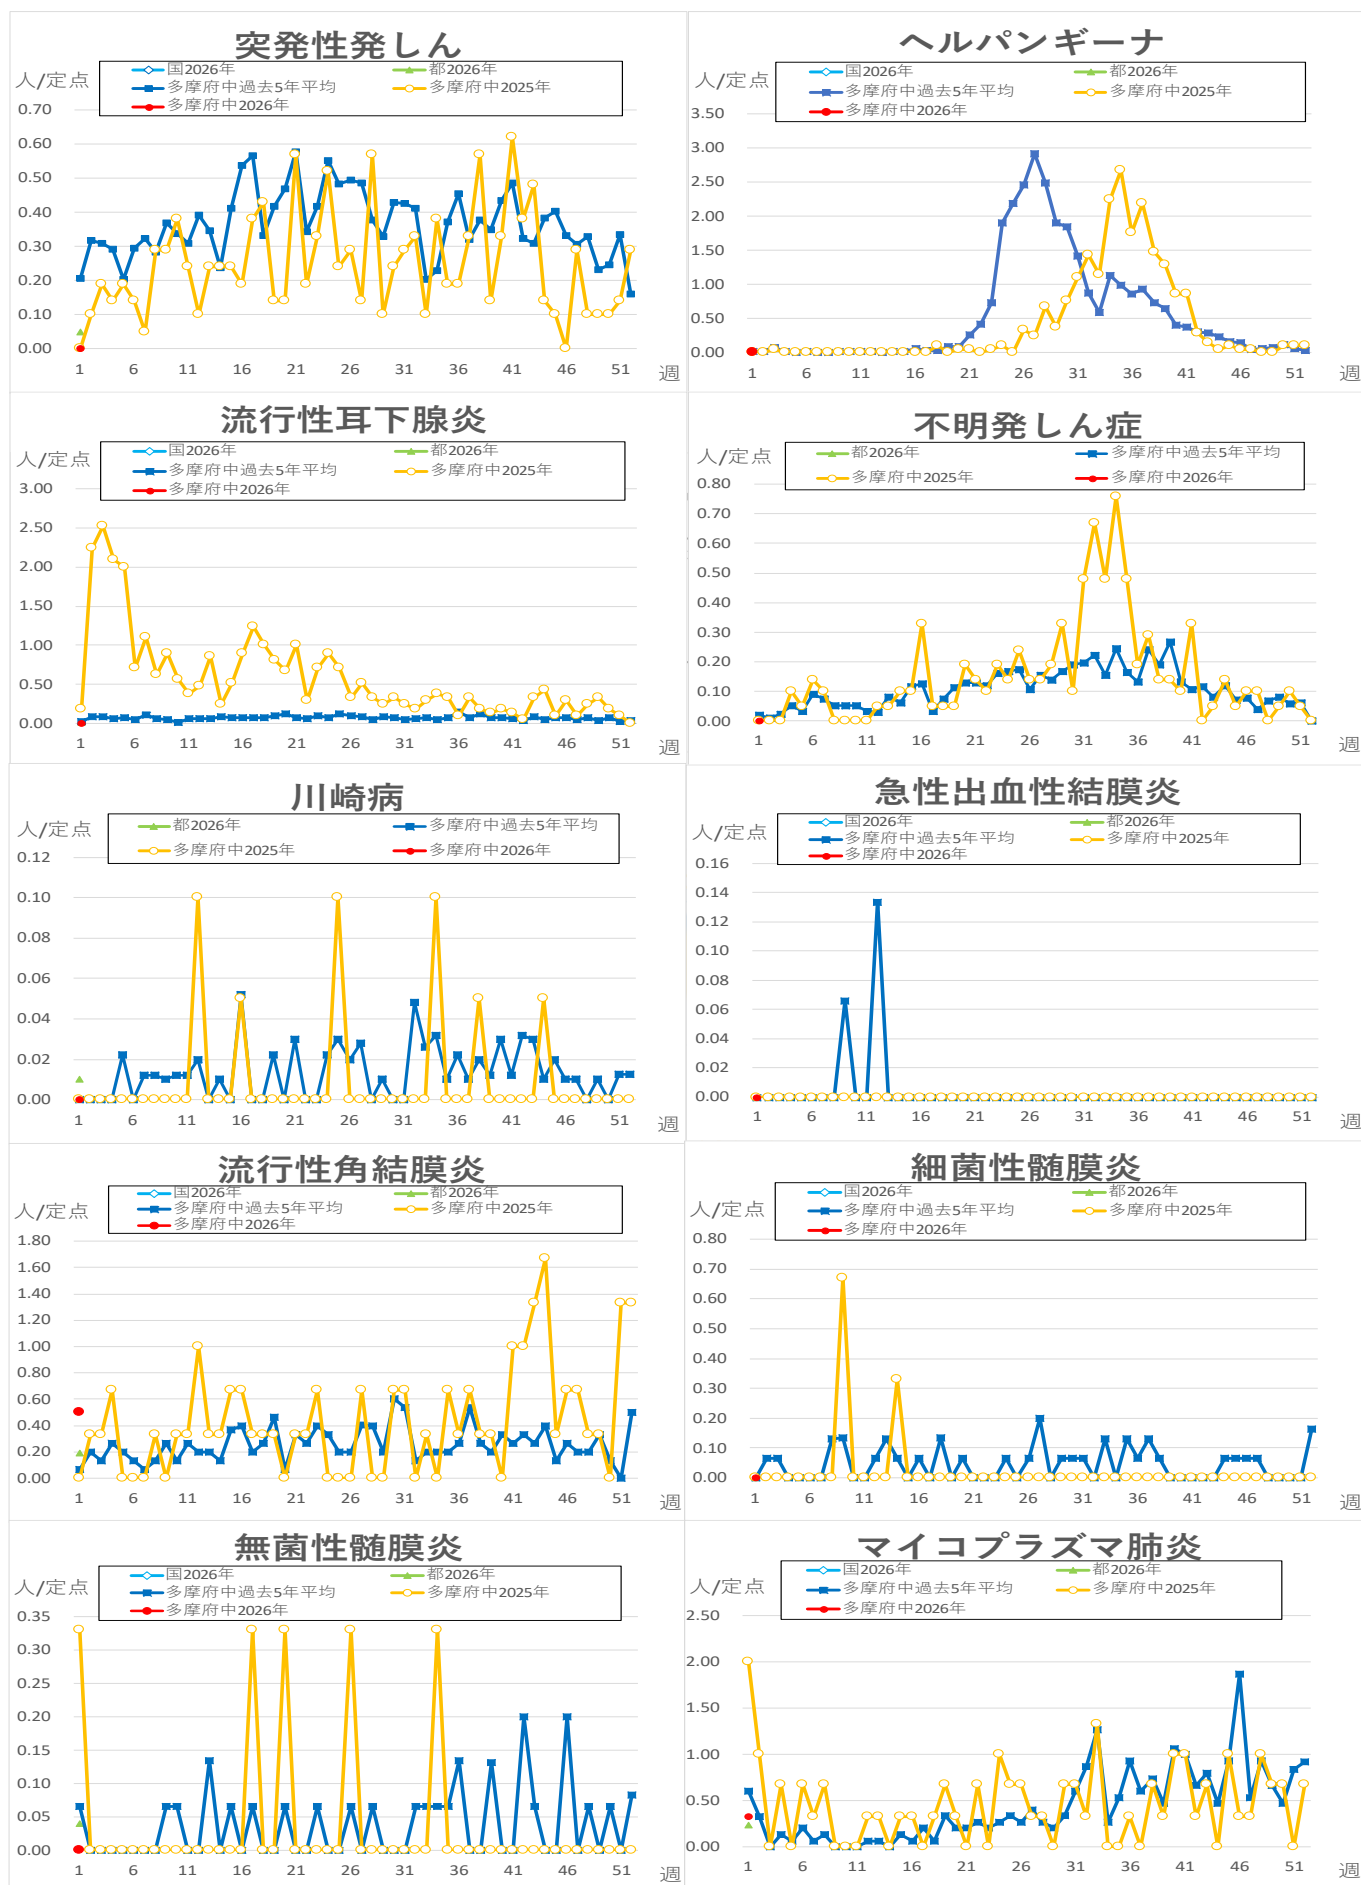 突発性発しん
人/定点
国2026年 都2026年
多摩府中過去5年平均 多摩府中2025年
多摩府中2026年
0.70
0.60
0.50
0.40
0.30
0.20
0.10
0.00
1 6 11 16 21 26 31 36 41 46 51 週
ヘルパンギーナ
人/定点
国2026年 都2026年
多摩府中過去5年平均 多摩府中2025年
多摩府中2026年
3.50
3.00
2.50
2.00
1.50
1.00
0.50
0.00
1 6 11 16 21 26 31 36 41 46 51 週
流行性耳下腺炎
人/定点
国2026年 都2026年
多摩府中過去5年平均 多摩府中2025年
多摩府中2026年
3.00
2.50
2.00
1.50
1.00
0.50
0.00
1 6 11 16 21 26 31 36 41 46 51 週
不明発しん症
人/定点
都2026年 多摩府中過去5年平均
多摩府中2025年 多摩府中2026年
0.80
0.70
0.60
0.50
0.40
0.30
0.20
0.10
0.00
1 6 11 16 21 26 31 36 41 46 51 週
川崎病
人/定点
都2026年 多摩府中過去5年平均
多摩府中2025年 多摩府中2026年
0.12
0.10
0.08
0.06
0.04
0.02
0.00
1 6 11 16 21 26 31 36 41 46 51 週
急性出血性結膜炎
人/定点
国2026年 都2026年
多摩府中過去5年平均 多摩府中2025年
多摩府中2026年
0.16
0.14
0.12
0.10
0.08
0.06
0.04
0.02
0.00
1 6 11 16 21 26 31 36 41 46 51 週
流行性角結膜炎
人/定点
国2026年 都2026年
多摩府中過去5年平均 多摩府中2025年
多摩府中2026年
1.80
1.60
1.40
1.20
1.00
0.80
0.60
0.40
0.20
0.00
1 6 11 16 21 26 31 36 41 46 51 週
細菌性髄膜炎
人/定点
国2026年 都2026年
多摩府中過去5年平均 多摩府中2025年
多摩府中2026年
0.80
0.70
0.60
0.50
0.40
0.30
0.20
0.10
0.00
1 6 11 16 21 26 31 36 41 46 51 週
無菌性髄膜炎
人/定点
国2026年 都2026年
多摩府中過去5年平均 多摩府中2025年
多摩府中2026年
0.35
0.30
0.25
0.20
0.15
0.10
0.05
0.00
1 6 11 16 21 26 31 36 41 46 51 週
マイコプラズマ肺炎
人/定点
国2026年 都2026年
多摩府中過去5年平均 多摩府中2025年
多摩府中2026年
2.50
2.00
1.50
1.00
0.50
0.00
1 6 11 16 21 26 31 36 41 46 51 週